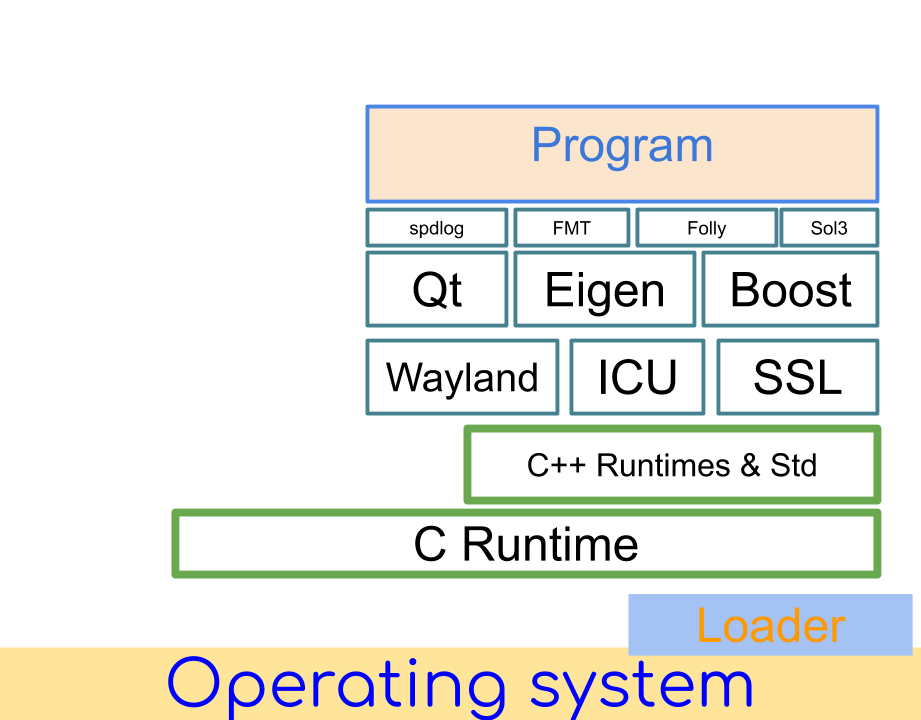 Program
spdlog FMT Folly Sol3
Qt Eigen Boost
Wayland ICU SSL
C++ Runtimes & Std
C Runtime
Loader
Operating system